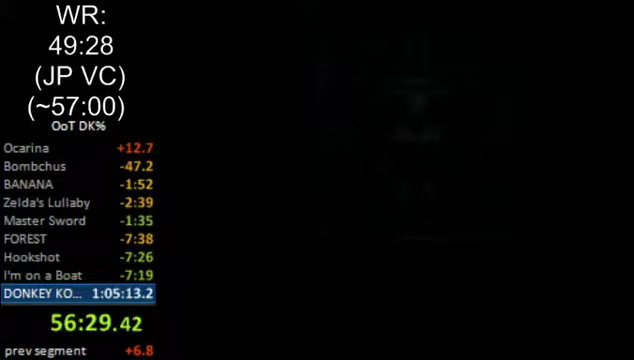 WR:
49:28
(JP VC)
(~57:00)
OoT DK%
Ocarina +12.7
Bombchus -47.2
BANANA -1:52
Zelda's Lullaby -2:39
Master Sword -1:35
FOREST -7:38
Hookshot -7:26
I'm on a Boat -7:19
DONKEY KO... 1:05:13.2
56:29.42
prev segment +6.8